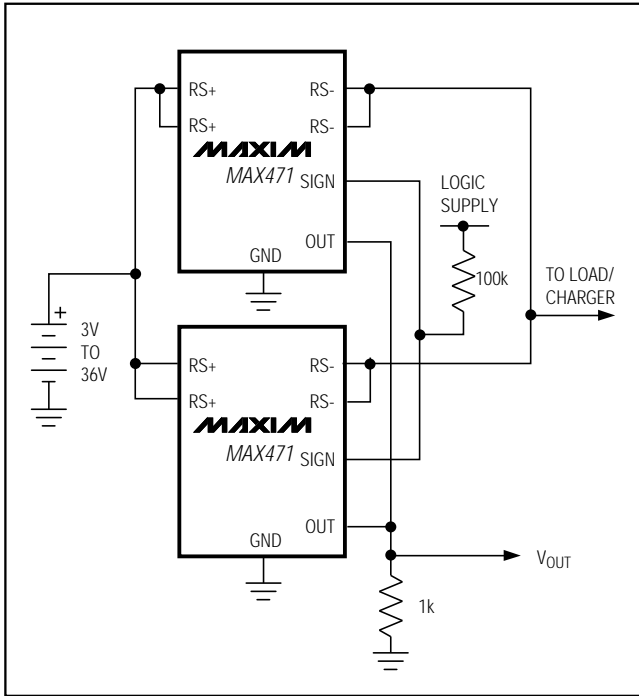 RS+
RS-
RS+
RS-
MAXIM
MAX471
SIGN
OUT
GND
LOGIC
SUPPLY
100k
TO LOAD/
CHARGER
+
3V
TO
36V
RS+
RS-
RS+
RS-
MAXIM
MAX471
SIGN
OUT
GND
VOUT
1k